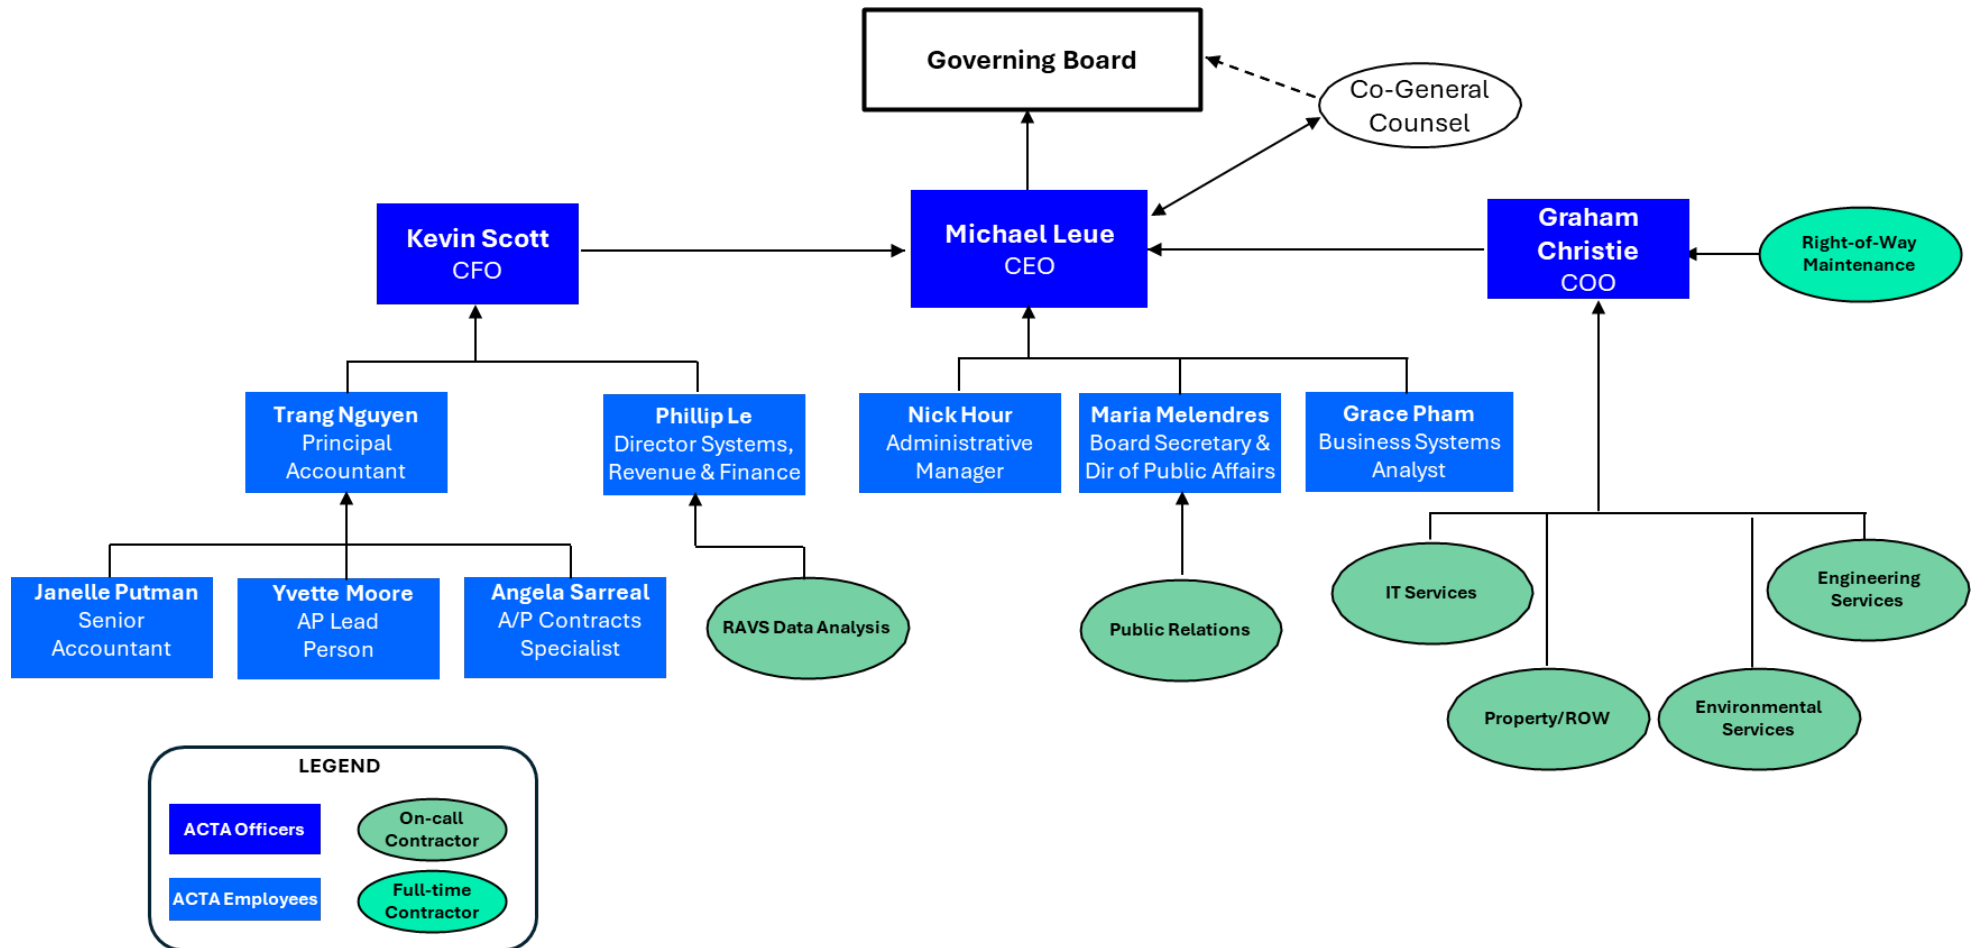 Governing Board
Co-General
Counsel
Kevin Scott
CFO
Michael Leue
CEO
Graham
Christie
COO
Right-of-Way
Maintenance
Trang Nguyen
Principal
Accountant
Phillip Le
Director Systems,
Revenue & Finance
Nick Hour
Administrative
Manager
Maria Melendres
Board Secretary &
Dir of Public Affairs
Grace Pham
Business Systems
Analyst
Janelle Putman
Senior
Accountant
Yvette Moore
AP Lead
Person
Angela Sarreal
A/P Contracts
Specialist
RAVS Data Analysis
Public Relations
IT Services
Engineering
Services
Property/ROW
Environmental
Services
LEGEND
ACTA Officers
On-call
Contractor
ACTA Employees
Full-time
Contractor